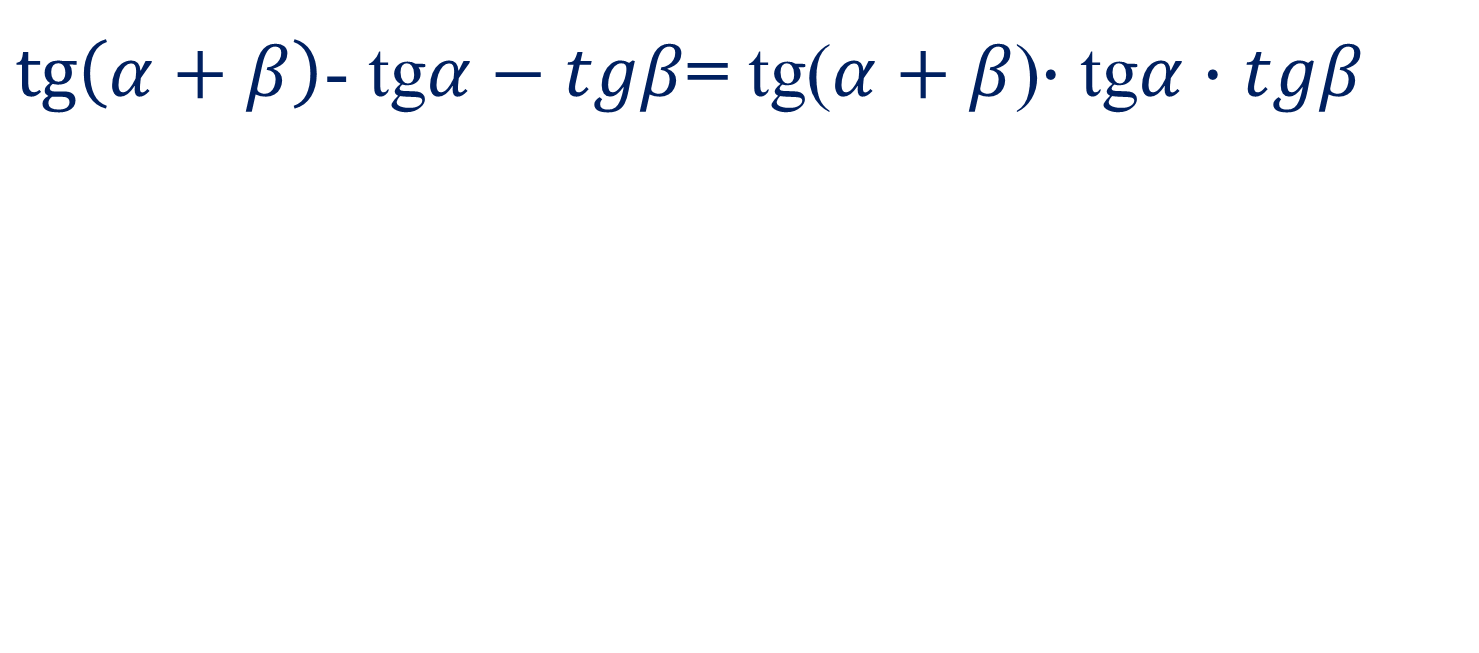 tg(α + β)- tgα − tgβ= tg(α + β)· tgα · tgβ